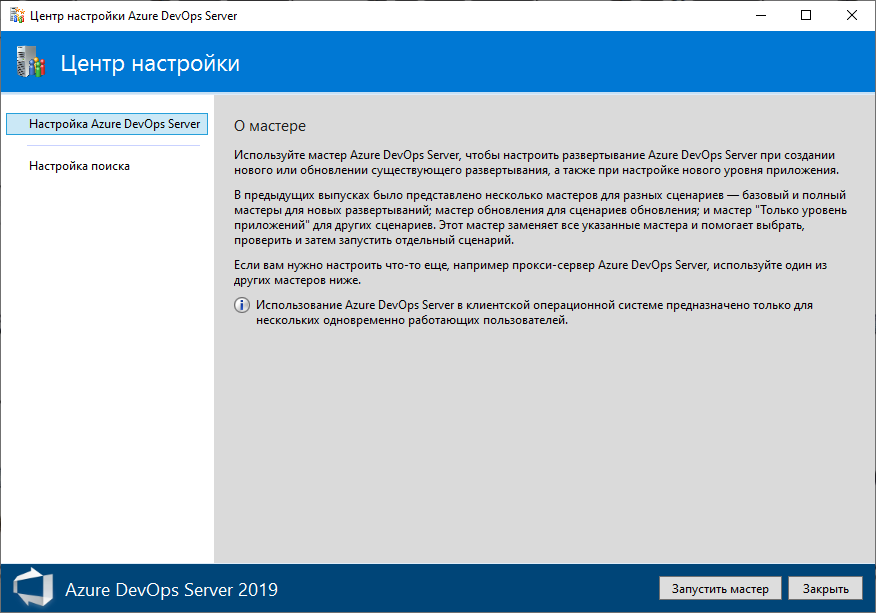 Центр настройки Azure DevOps Server
Центр настройки
Настройка Azure DevOps Server
Настройка поиска
О мастере
Используйте мастер Azure DevOps Server, чтобы настроить развертывание Azure DevOps Server при создании
нового или обновлении существующего развертывания, а также при настройке нового уровня приложения.
В предыдущих выпусках было представлено несколько мастеров для разных сценариев — базовый и полный
мастеры для новых развертываний; мастер обновления для сценариев обновления; и мастер "Только уровень
приложений" для других сценариев. Этот мастер заменяет все указанные мастера и помогает выбрать,
проверить и затем запустить отдельный сценарий.
Если вам нужно настроить что-то еще, например прокси-сервер Azure DevOps Server, используйте один из
других мастеров ниже.
Использование Azure DevOps Server в клиентской операционной системе предназначено только для
нескольких одновременно работающих пользователей.
Azure DevOps Server 2019
Запустить мастер
Закрыть